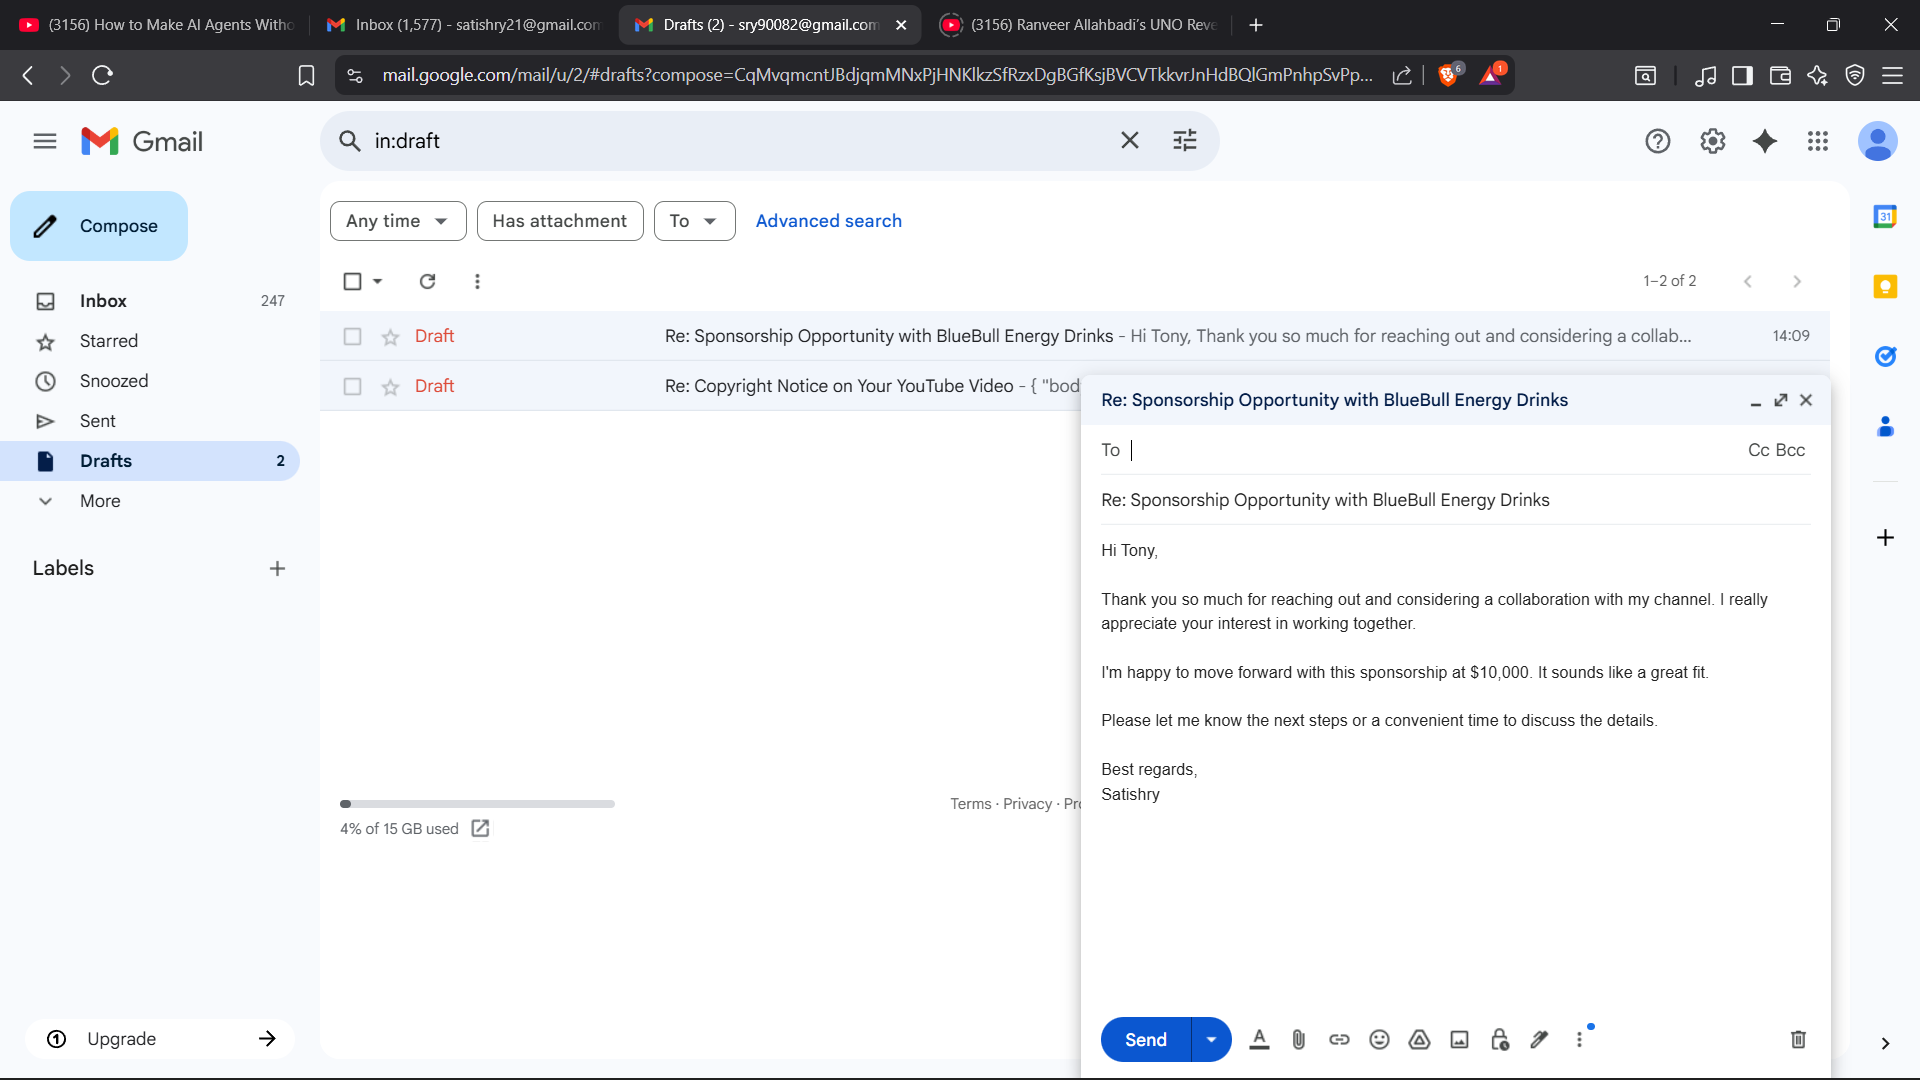 (3156) How to Make AI Agents Witho
Inbox (1,577) - satishry21@gmail.com
Drafts (2) - sry90082@gmail.com
(3156) Ranveer Allahbadi's UNO Reve
mail.google.com/mail/u/2/#drafts?compose=CqMvqmcntJBdjqmMNxPjHNKlkzSfRzxDgBGfKsjBVCVTkkvrJnHdBQlGmPnhpSvPp...
6
1
Gmail
in:draft
Compose
Any time
Has attachment
To
Advanced search
31
1–2 of 2
Inbox 247
Starred
Snoozed
Sent
Drafts 2
More
Labels
Draft Re: Sponsorship Opportunity with BlueBull Energy Drinks - Hi Tony, Thank you so much for reaching out and considering a collab... 14:09
Draft Re: Copyright Notice on Your YouTube Video - { "bod
Re: Sponsorship Opportunity with BlueBull Energy Drinks
To Cc Bcc
Re: Sponsorship Opportunity with BlueBull Energy Drinks
Hi Tony,
Thank you so much for reaching out and considering a collaboration with my channel. I really
appreciate your interest in working together.
I'm happy to move forward with this sponsorship at $10,000. It sounds like a great fit.
Please let me know the next steps or a convenient time to discuss the details.
Best regards,
Satishry
Terms · Privacy · Pro
4% of 15 GB used
Upgrade
Send